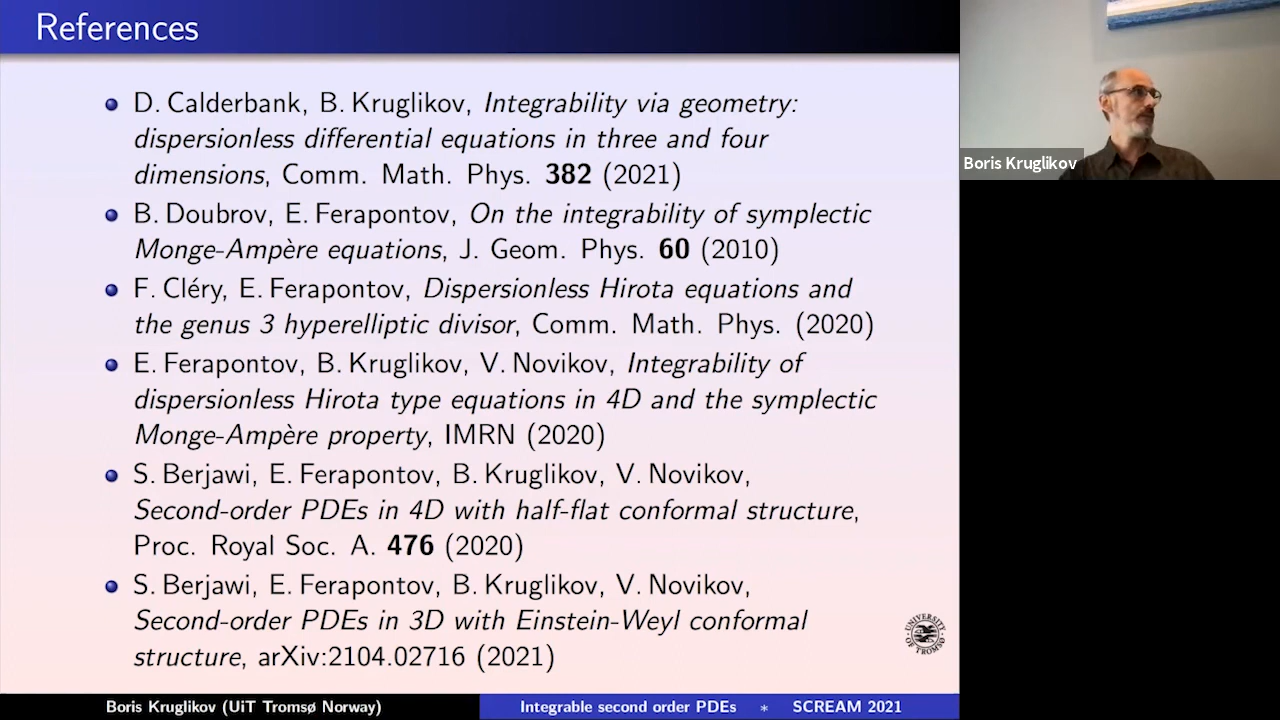 References
D. Calderbank, B. Kruglikov, Integrability via geometry:
dispersionless differential equations in three and four
dimensions, Comm. Math. Phys. 382 (2021)
B. Doubrov, E. Ferapontov, On the integrability of symplectic
Monge-Ampère equations, J. Geom. Phys. 60 (2010)
F. Cléry, E. Ferapontov, Dispersionless Hirota equations and
the genus 3 hyperelliptic divisor, Comm. Math. Phys. (2020)
E. Ferapontov, B. Kruglikov, V. Novikov, Integrability of
dispersionless Hirota type equations in 4D and the symplectic
Monge-Ampère property, IMRN (2020)
S. Berjawi, E. Ferapontov, B. Kruglikov, V. Novikov,
Second-order PDEs in 4D with half-flat conformal structure,
Proc. Royal Soc. A. 476 (2020)
S. Berjawi, E. Ferapontov, B. Kruglikov, V. Novikov,
Second-order PDEs in 3D with Einstein-Weyl conformal
structure, arXiv:2104.02716 (2021)
UNIVERSITY OF TROMSØ
Boris Kruglikov (UiT Tromsø Norway)
Integrable second order PDEs * SCREAM 2021
Boris Kruglikov